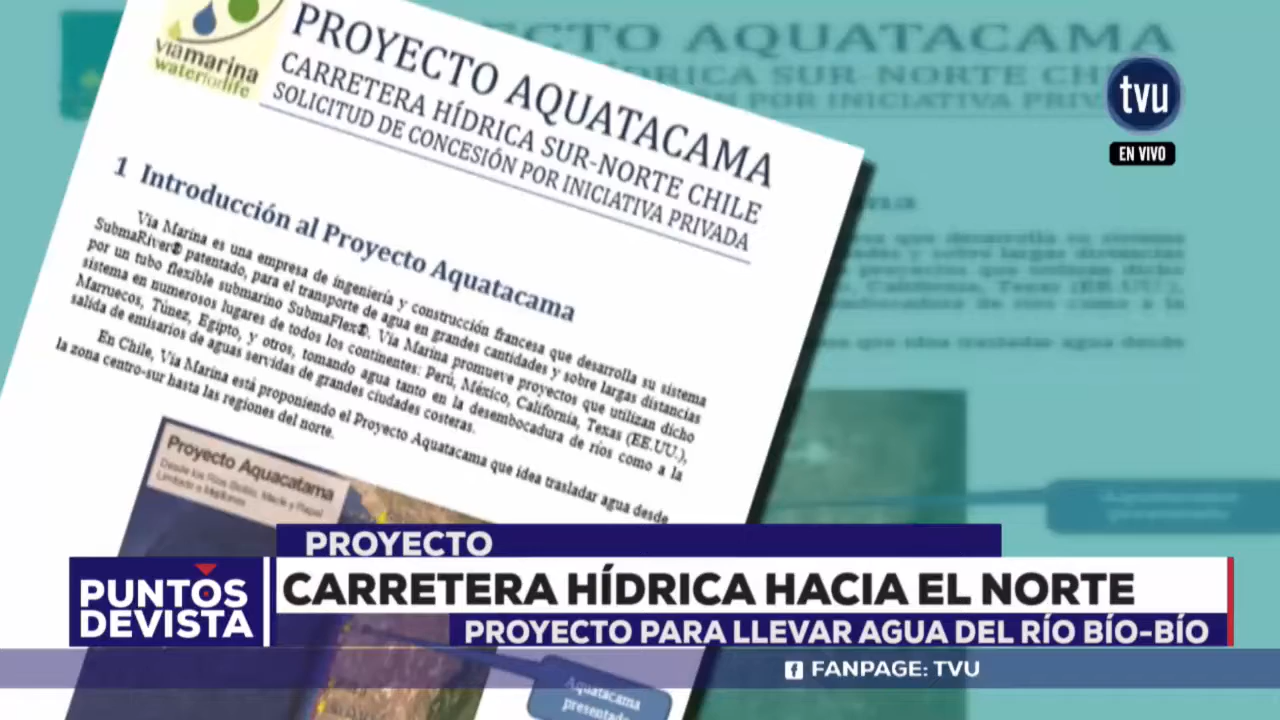 viamarina
waterforlife
PROYECTO AQUATACAMA
CARRETERA HÍDRICA SUR-NORTE CHILE
SOLICITUD DE CONCESIÓN POR INICIATIVA PRIVADA
1 Introducción al Proyecto Aquatacama
Vía Marina es una empresa de ingeniería y construcción francesa que desarrolla su sistema
SubmaRiver® patentado, para el transporte de agua en grandes cantidades y sobre largas distancias
por un tubo flexible submarino SubmaFlex®. Vía Marina promueve proyectos que utilizan dicho
sistema en numerosos lugares de todos los continentes: Perú, México, California, Texas (EE.UU.),
Marruecos, Túnez, Egipto, y otros, tomando agua tanto en la desembocadura de ríos como a la
salida de emisarios de aguas servidas de grandes ciudades costeras.
En Chile, Vía Marina está proponiendo el Proyecto Aquatacama que idea trasladar agua desde
la zona centro-sur hasta las regiones del norte.
Proyecto Aquacatama
Aquatacama
presentado
tvu
EN VIVO
PROYECTO
PUNTOS
DE VISTA
CARRETERA HÍDRICA HACIA EL NORTE
PROYECTO PARA LLEVAR AGUA DEL RÍO BÍO-BÍO
FANPAGE: TVU